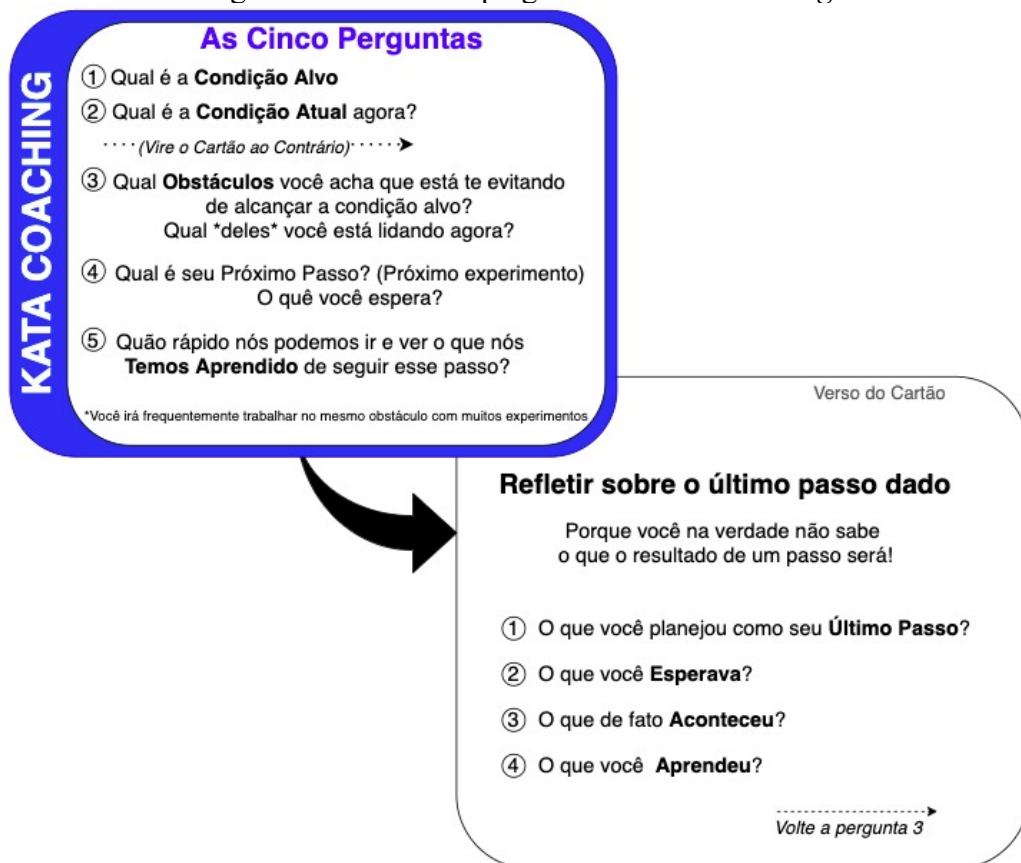 As Cinco Perguntas
KATA COACHING
① Qual é a Condição Alvo
② Qual é a Condição Atual agora?
(Vire o Cartão ao Contrário)
③ Qual Obstáculos você acha que está te evitando
de alcançar a condição alvo?
Qual *deles* você está lidando agora?
④ Qual é seu Próximo Passo? (Próximo experimento)
O quê você espera?
⑤ Quão rápido nós podemos ir e ver o que nós
Temos Aprendido de seguir esse passo?
*Você irá frequentemente trabalhar no mesmo obstáculo com muitos experimentos
Verso do Cartão
Refletir sobre o último passo dado
Porque você na verdade não sabe
o que o resultado de um passo será!
① O que você planejou como seu Último Passo?
② O que você Esperava?
③ O que de fato Aconteceu?
④ O que você Aprendeu?
Volte a pergunta 3